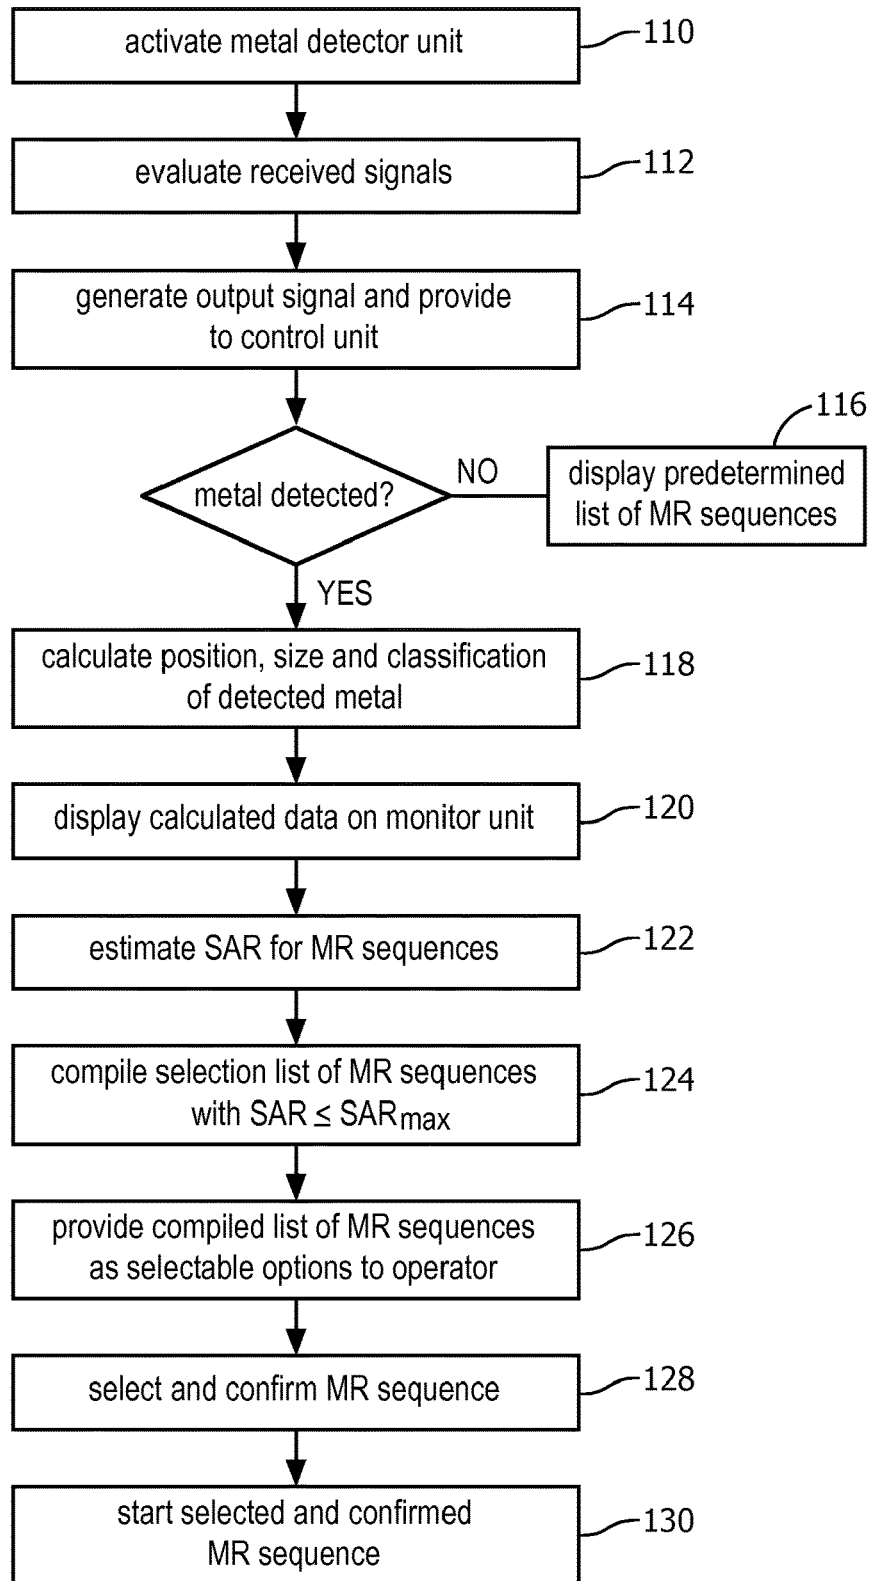 activate metal detector unit
110
evaluate received signals
112
generate output signal and provide
to control unit
114
metal detected?
NO
116
display predetermined
list of MR sequences
YES
calculate position, size and classification
of detected metal
118
display calculated data on monitor unit
120
estimate SAR for MR sequences
122
compile selection list of MR sequences
with SAR ≤ SARmax
124
provide compiled list of MR sequences
as selectable options to operator
126
select and confirm MR sequence
128
start selected and confirmed
MR sequence
130